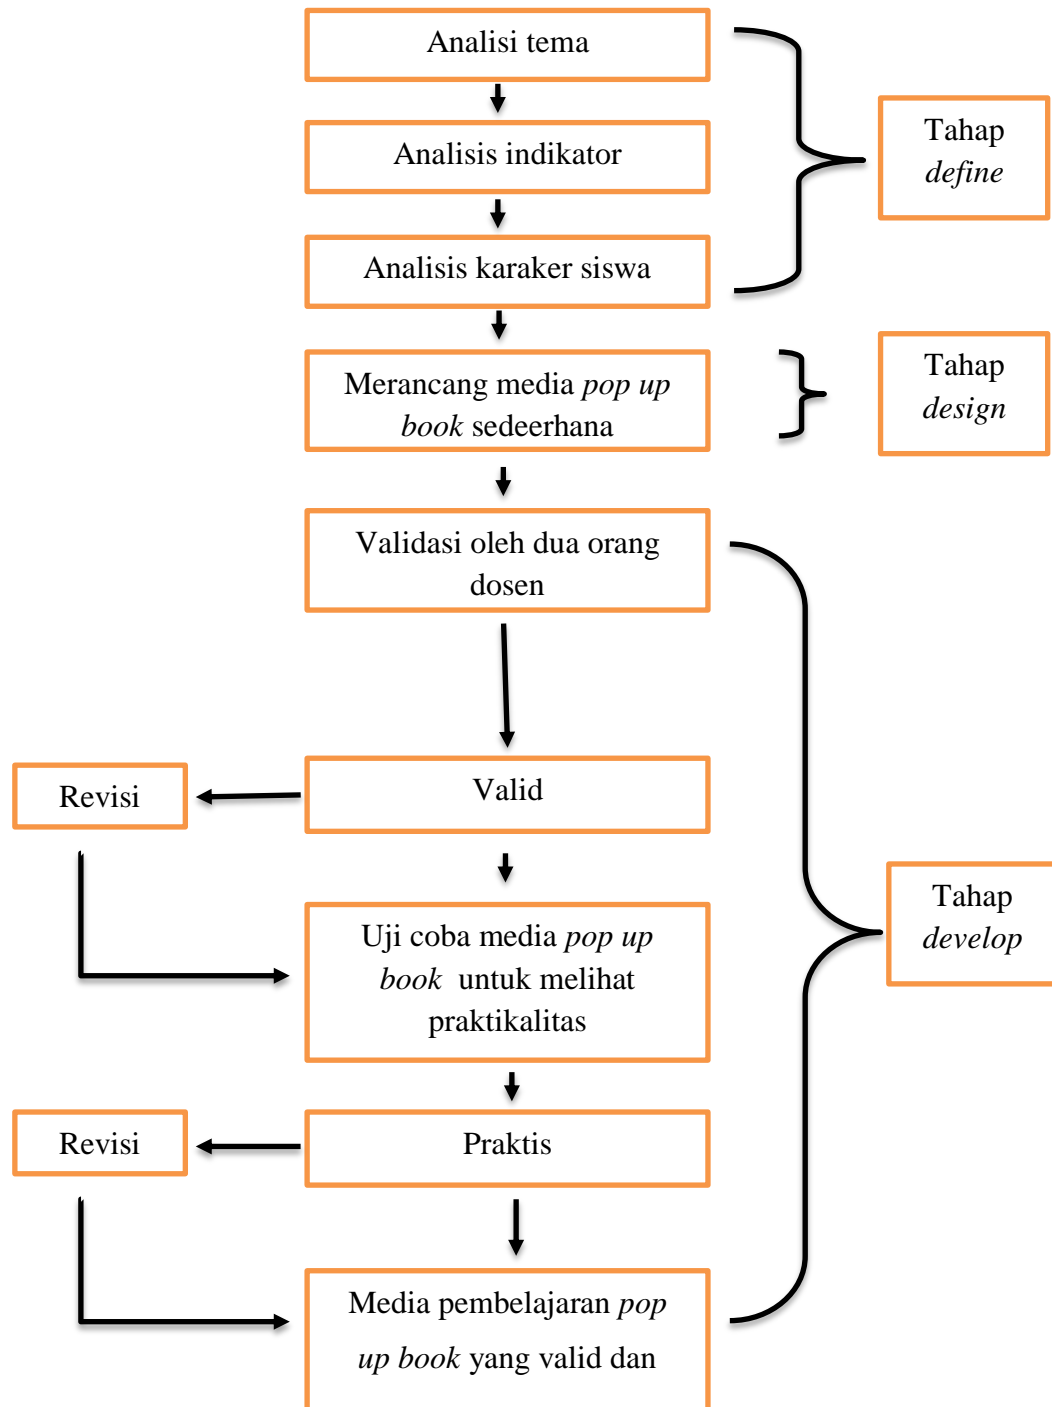 Analisi tema
Analisis indikator
Analisis karaker siswa
Tahap
define
Merancang media pop up
book sedeerhana
Tahap
design
Validasi oleh dua orang
dosen
Valid
Revisi
Uji coba media pop up
book untuk melihat
praktikalitas
Praktis
Revisi
Media pembelajaran pop
up book yang valid dan
Tahap
develop